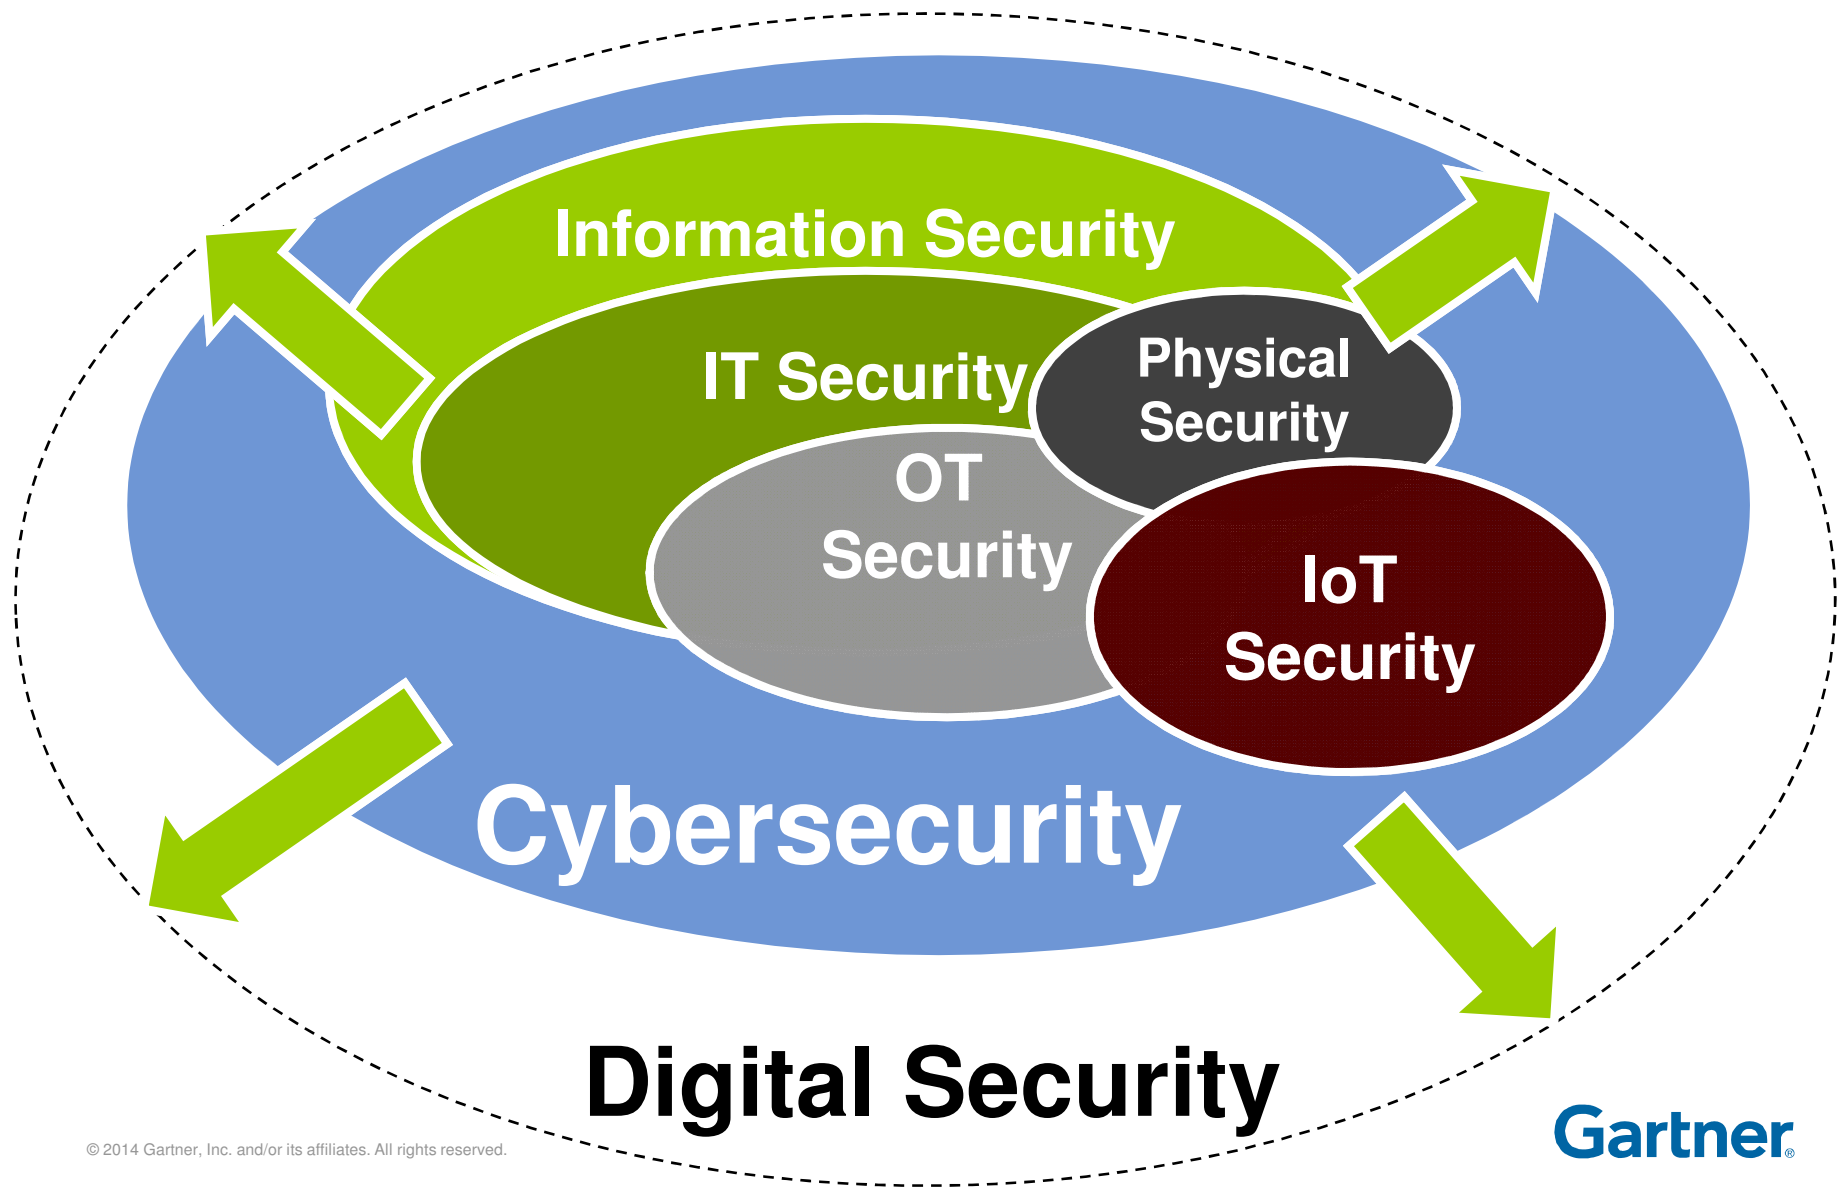 Information Security
IT Security
Physical
Security
OT
Security
IoT
Security
Cybersecurity
Digital Security
© 2014 Gartner, Inc. and/or its affiliates. All rights reserved.
Gartner®